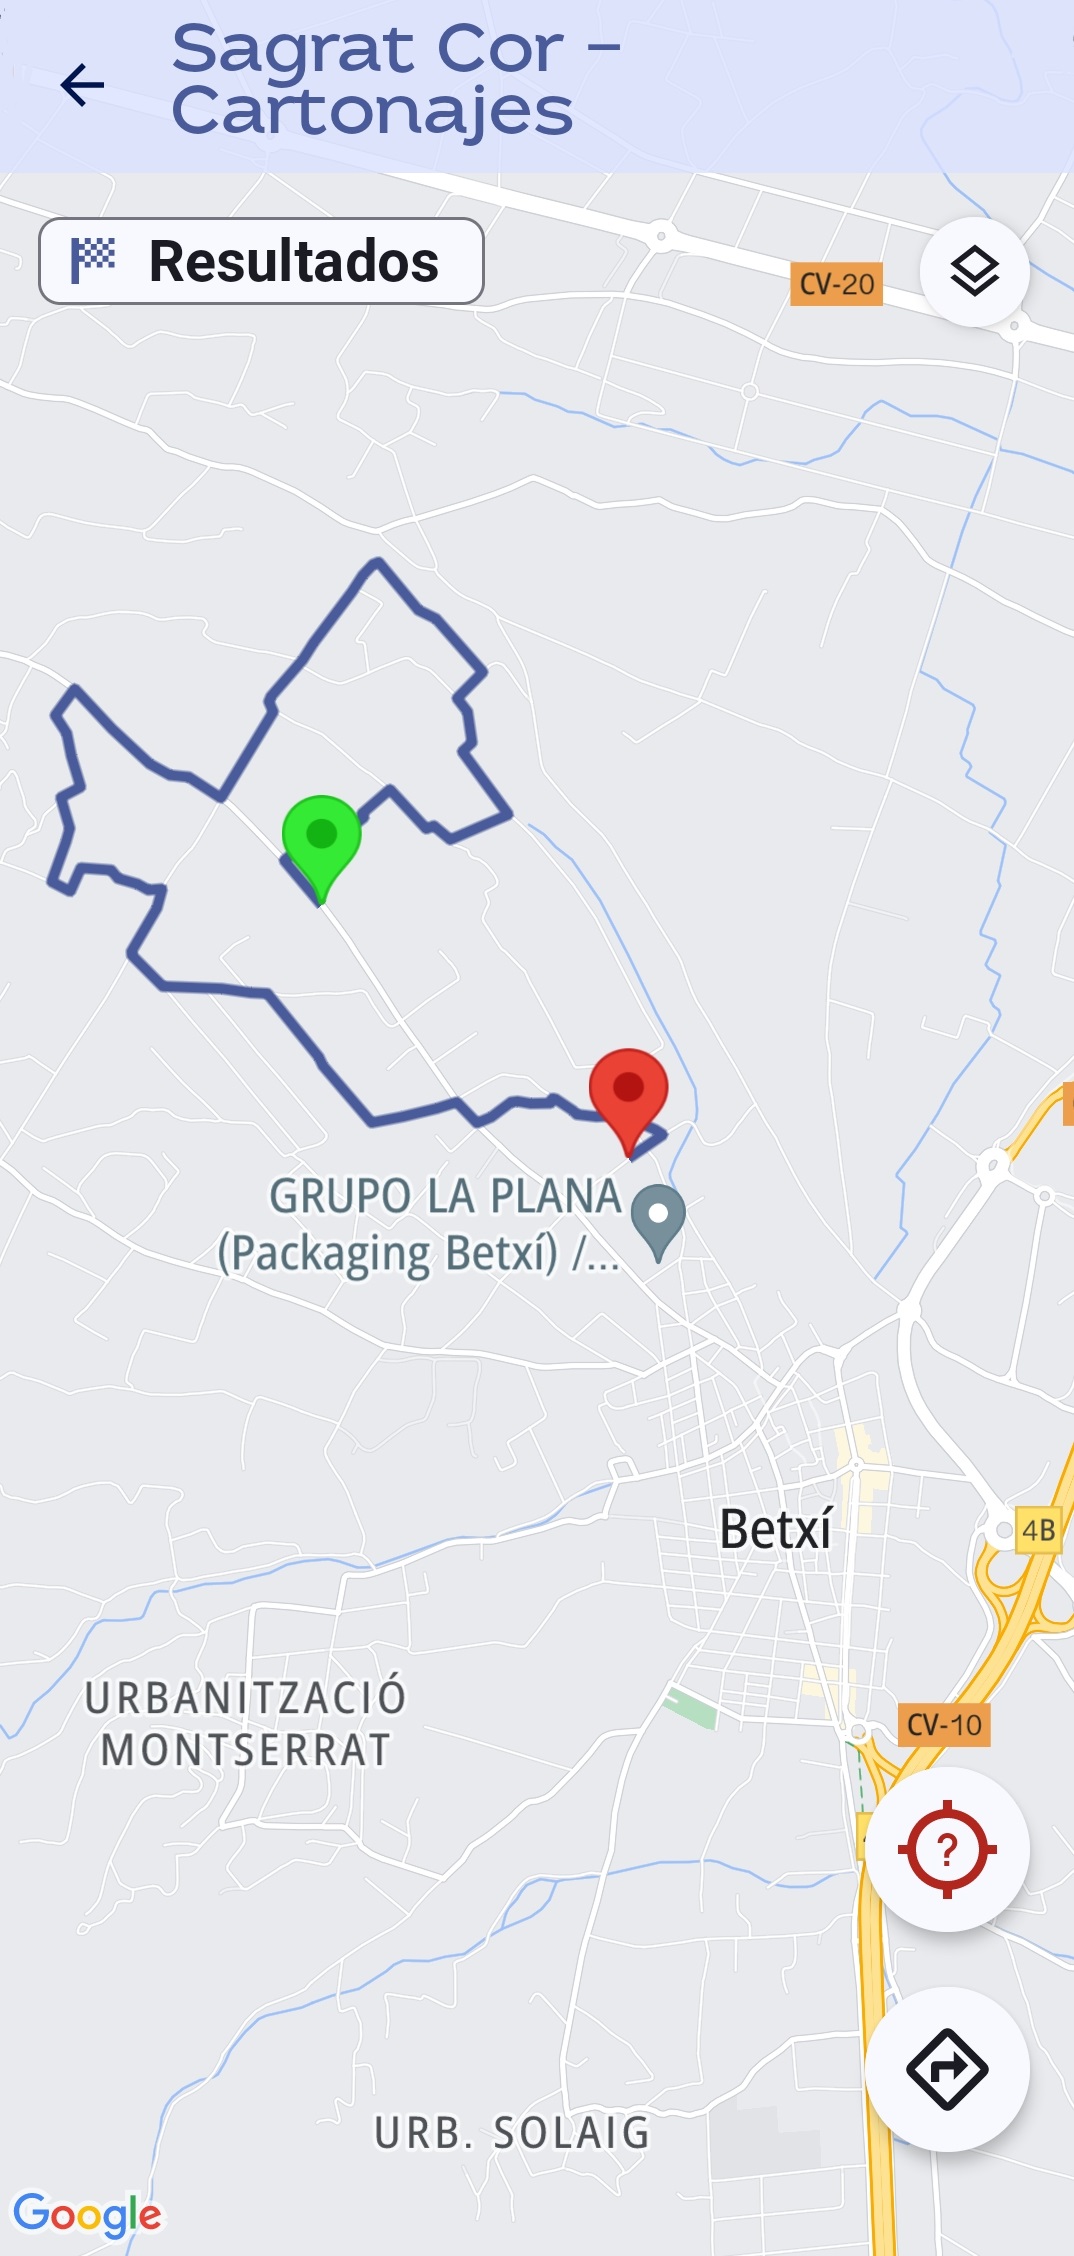 Sagrat Cor –
Cartonajes
Resultados
CV-20
GRUPO LA PLANA
(Packaging Betxí) /...
Betxí
4B
URBANITZACIÓ
MONTSERRAT
CV-10
?
URB. SOLAIG
Google